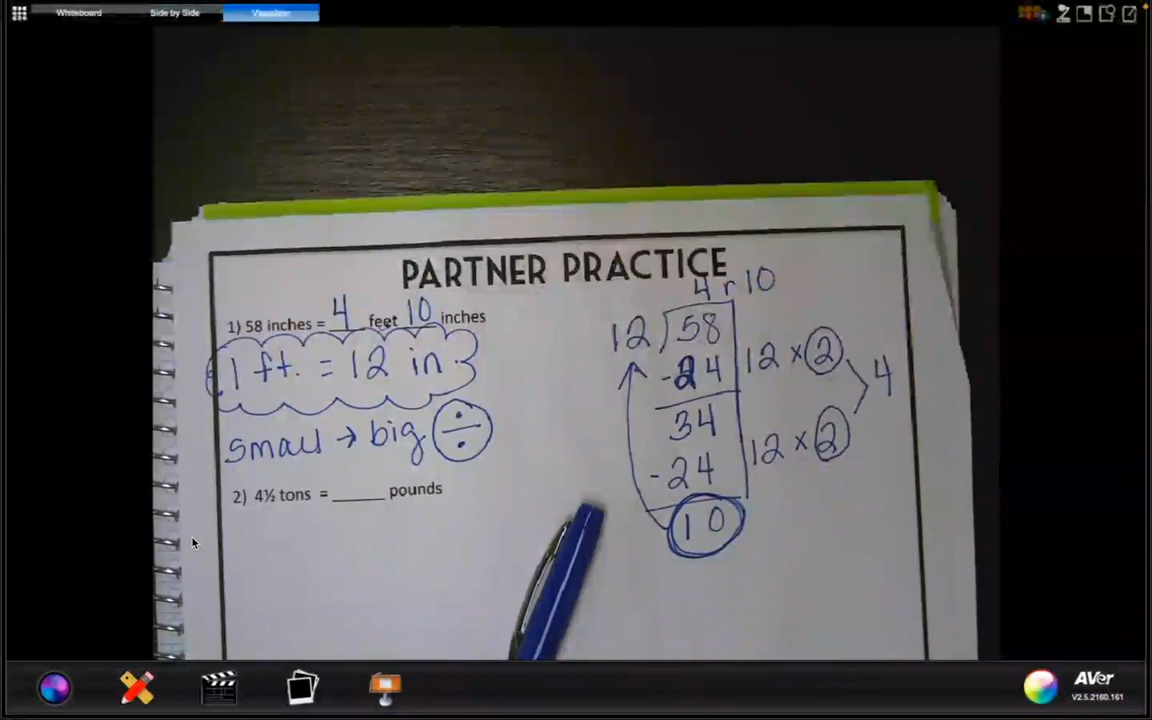 Whiteboard Side by Side Visualizer
PARTNER PRACTICE
1) 58 inches = 4 feet 10 inches
1 ft. = 12 in.
small → big ÷
4 r 10
12 ) 58
-24 12 × 2
34 4
-24 12 × 2
10
2) 4½ tons = ______ pounds
AVer
V2.5.2160.161